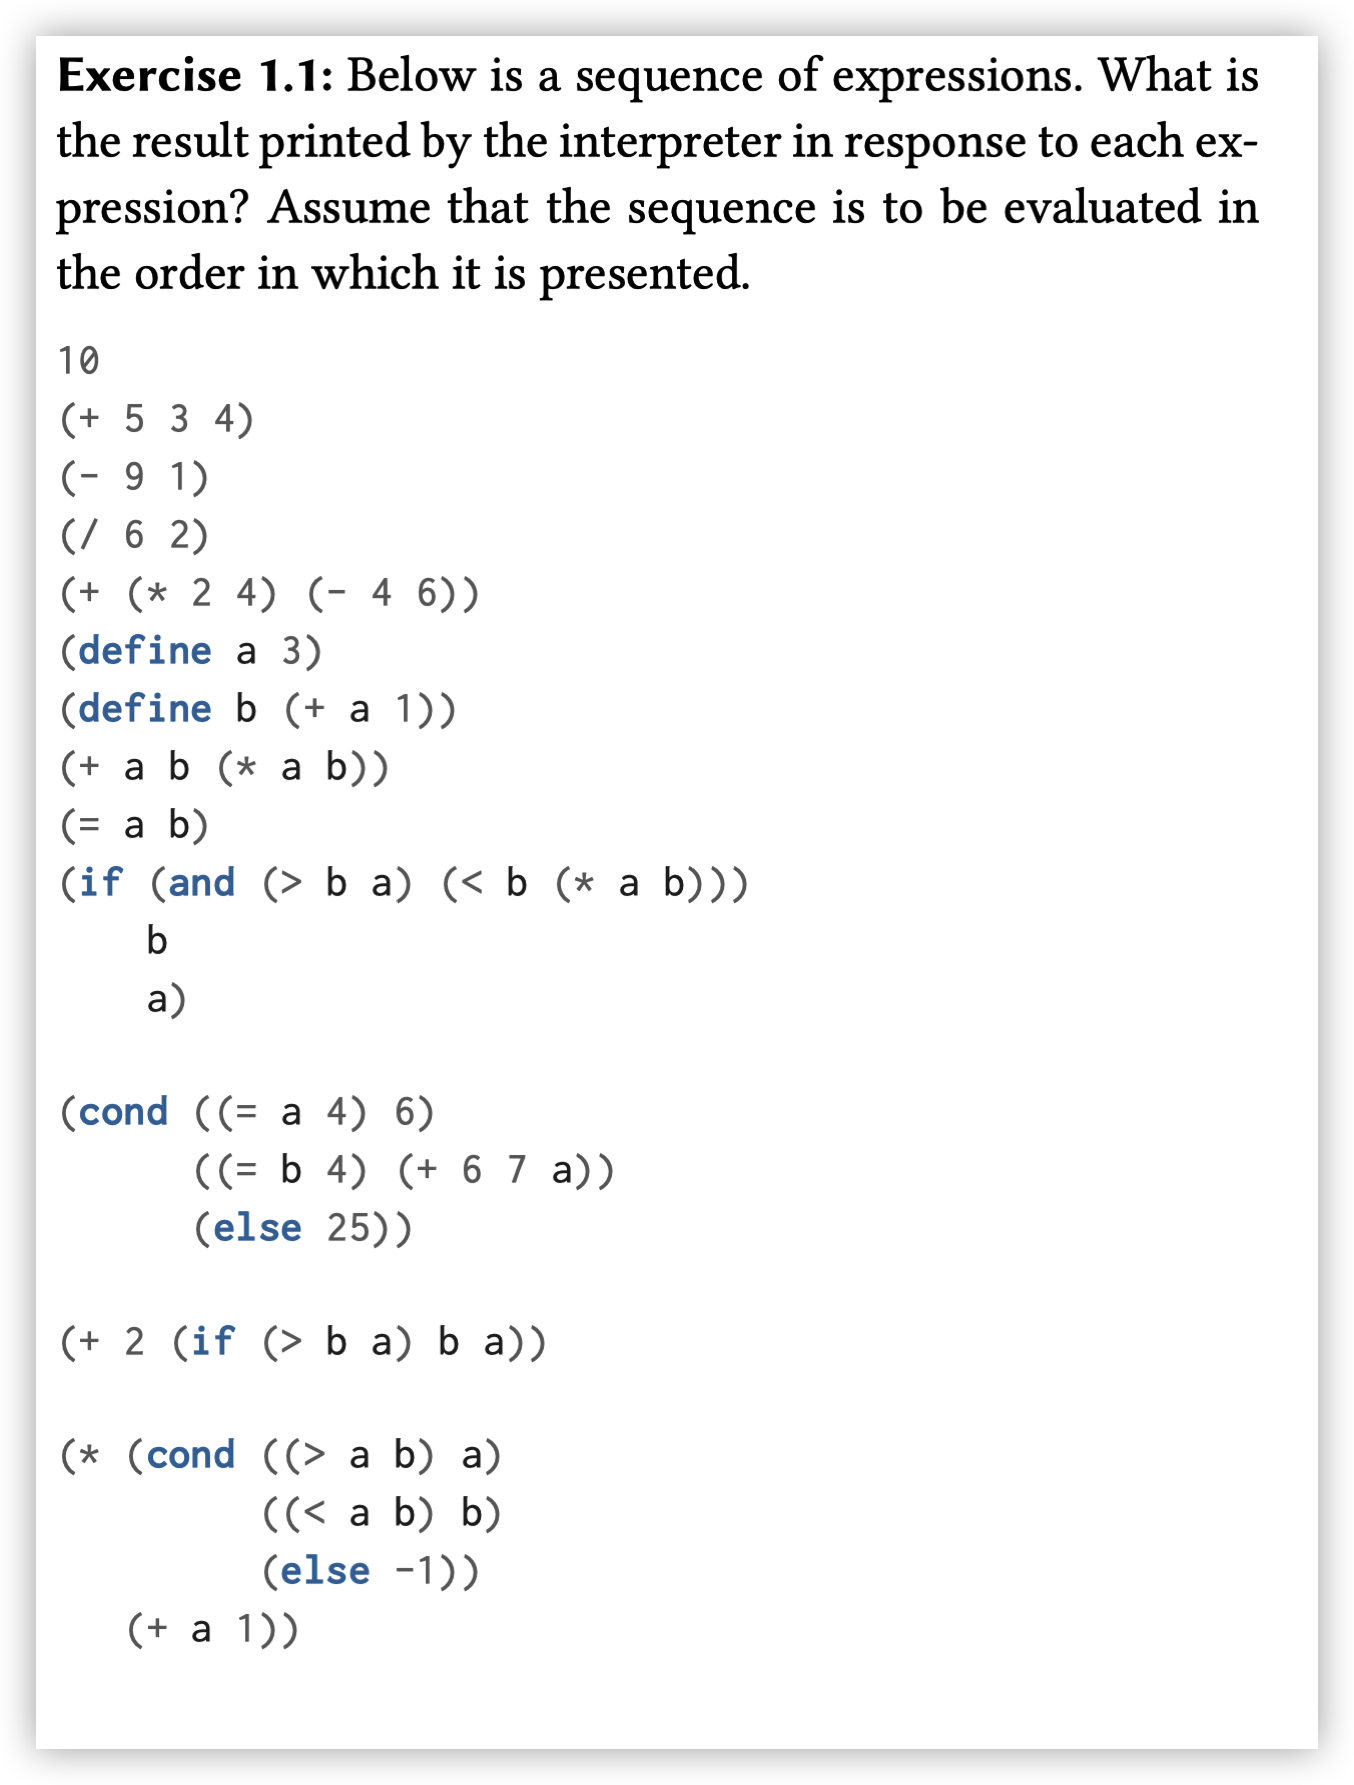 Exercise 1.1: Below is a sequence of expressions. What is
the result printed by the interpreter in response to each ex-
pression? Assume that the sequence is to be evaluated in
the order in which it is presented.
10
(+ 5 3 4)
(- 9 1)
(/ 6 2)
(+ (* 2 4) (- 4 6))
(define a 3)
(define b (+ a 1))
(+ a b (* a b))
(= a b)
(if (and (> b a) (< b (* a b)))
    b
    a)
(cond ((= a 4) 6)
      ((= b 4) (+ 6 7 a))
      (else 25))
(+ 2 (if (> b a) b a))
(* (cond ((> a b) a)
         ((< a b) b)
         (else -1))
   (+ a 1))